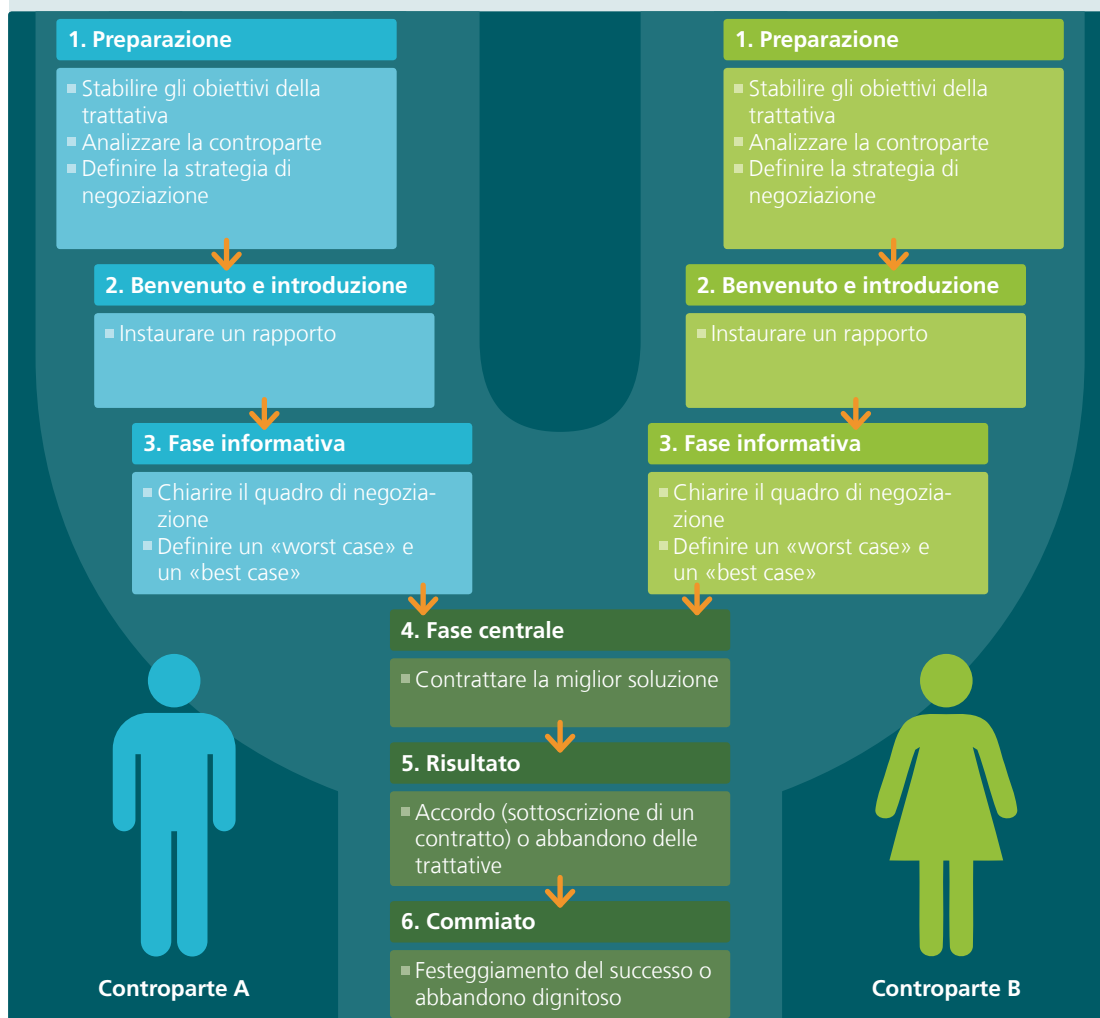 1. Preparazione
■ Stabilire gli obiettivi della
trattativa
■ Analizzare la controparte
■ Definire la strategia di
negoziazione
2. Benvenuto e introduzione
■ Instaurare un rapporto
3. Fase informativa
■ Chiarire il quadro di negozia-
zione
■ Definire un «worst case» e
un «best case»
1. Preparazione
■ Stabilire gli obiettivi della
trattativa
■ Analizzare la controparte
■ Definire la strategia di
negoziazione
2. Benvenuto e introduzione
■ Instaurare un rapporto
3. Fase informativa
■ Chiarire il quadro di negozia-
zione
■ Definire un «worst case» e
un «best case»
4. Fase centrale
■ Contrattare la miglior soluzione
5. Risultato
■ Accordo (sottoscrizione di un
contratto) o abbandono delle
trattative
6. Commiato
■ Festeggiamento del successo o
abbandono dignitoso
Controparte A
Controparte B